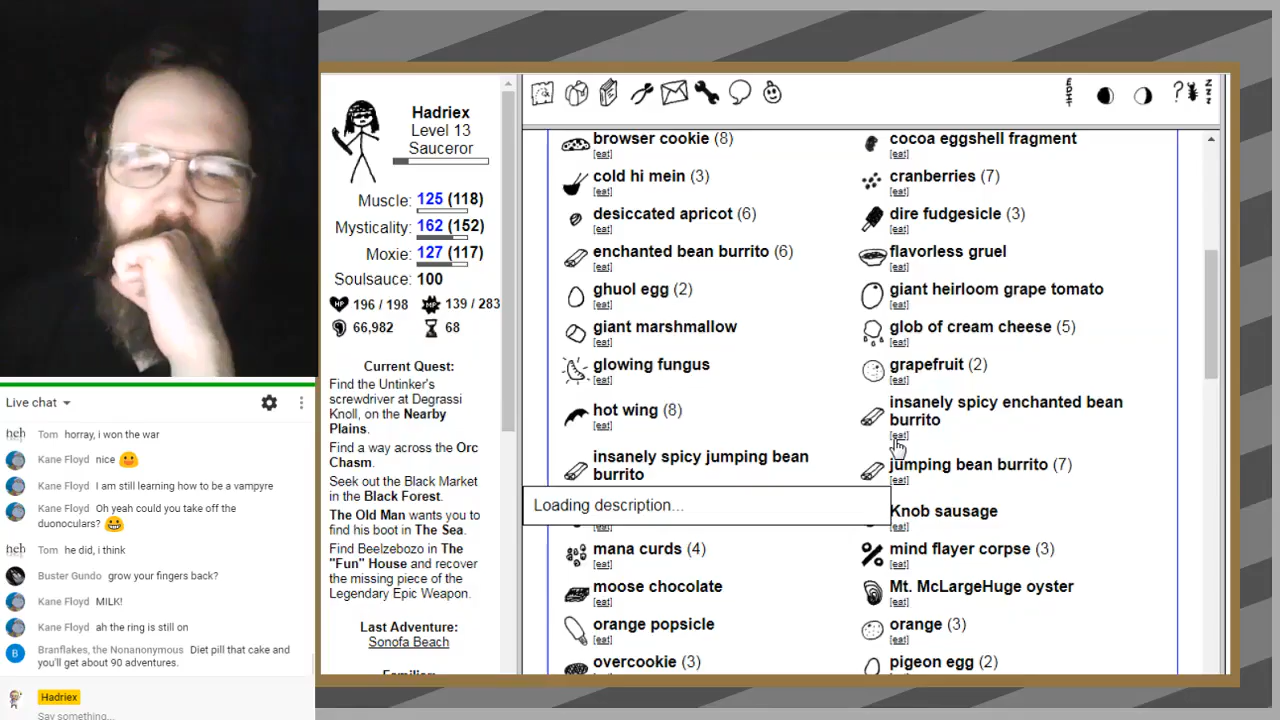 Live chat
Tom horray, i won the war
Kane Floyd nice
Kane Floyd I am still learning how to be a vampyre
Kane Floyd Oh yeah could you take off the
duonoculars?
Tom he did, i think
Buster Gundo grow your fingers back?
Kane Floyd MILK!
Kane Floyd ah the ring is still on
B
Branflakes, the Nonanonymous Diet pill that cake and
you'll get about 90 adventures.
Hadriex
Say something...
Hadriex
Level 13
Sauceror
Muscle: 125 (118)
Mysticality: 162 (152)
Moxie: 127 (117)
Soulsauce: 100
HP 196 / 198 MP 139 / 283
66,982 68
Current Quest:
Find the Untinker's
screwdriver at Degrassi
Knoll, on the Nearby
Plains.
Find a way across the Orc
Chasm.
Seek out the Black Market
in the Black Forest.
The Old Man wants you to
find his boot in The Sea.
Find Beelzebozo in The
"Fun" House and recover
the missing piece of the
Legendary Epic Weapon.
Last Adventure:
Sonofa Beach
browser cookie (8)
[eat]
cocoa eggshell fragment
[eat]
cold hi mein (3)
[eat]
cranberries (7)
[eat]
desiccated apricot (6)
[eat]
dire fudgesicle (3)
[eat]
enchanted bean burrito (6)
[eat]
flavorless gruel
[eat]
ghuol egg (2)
[eat]
giant heirloom grape tomato
[eat]
giant marshmallow
[eat]
glob of cream cheese (5)
[eat]
glowing fungus
[eat]
grapefruit (2)
[eat]
hot wing (8)
[eat]
insanely spicy enchanted bean
burrito
[eat]
insanely spicy jumping bean
burrito
jumping bean burrito (7)
[eat]
Loading description...
Knob sausage
[eat]
[eat]
mana curds (4)
[eat]
mind flayer corpse (3)
[eat]
moose chocolate
[eat]
Mt. McLargeHuge oyster
[eat]
orange popsicle
[eat]
orange (3)
[eat]
overcookie (3)
[eat]
pigeon egg (2)
[eat]